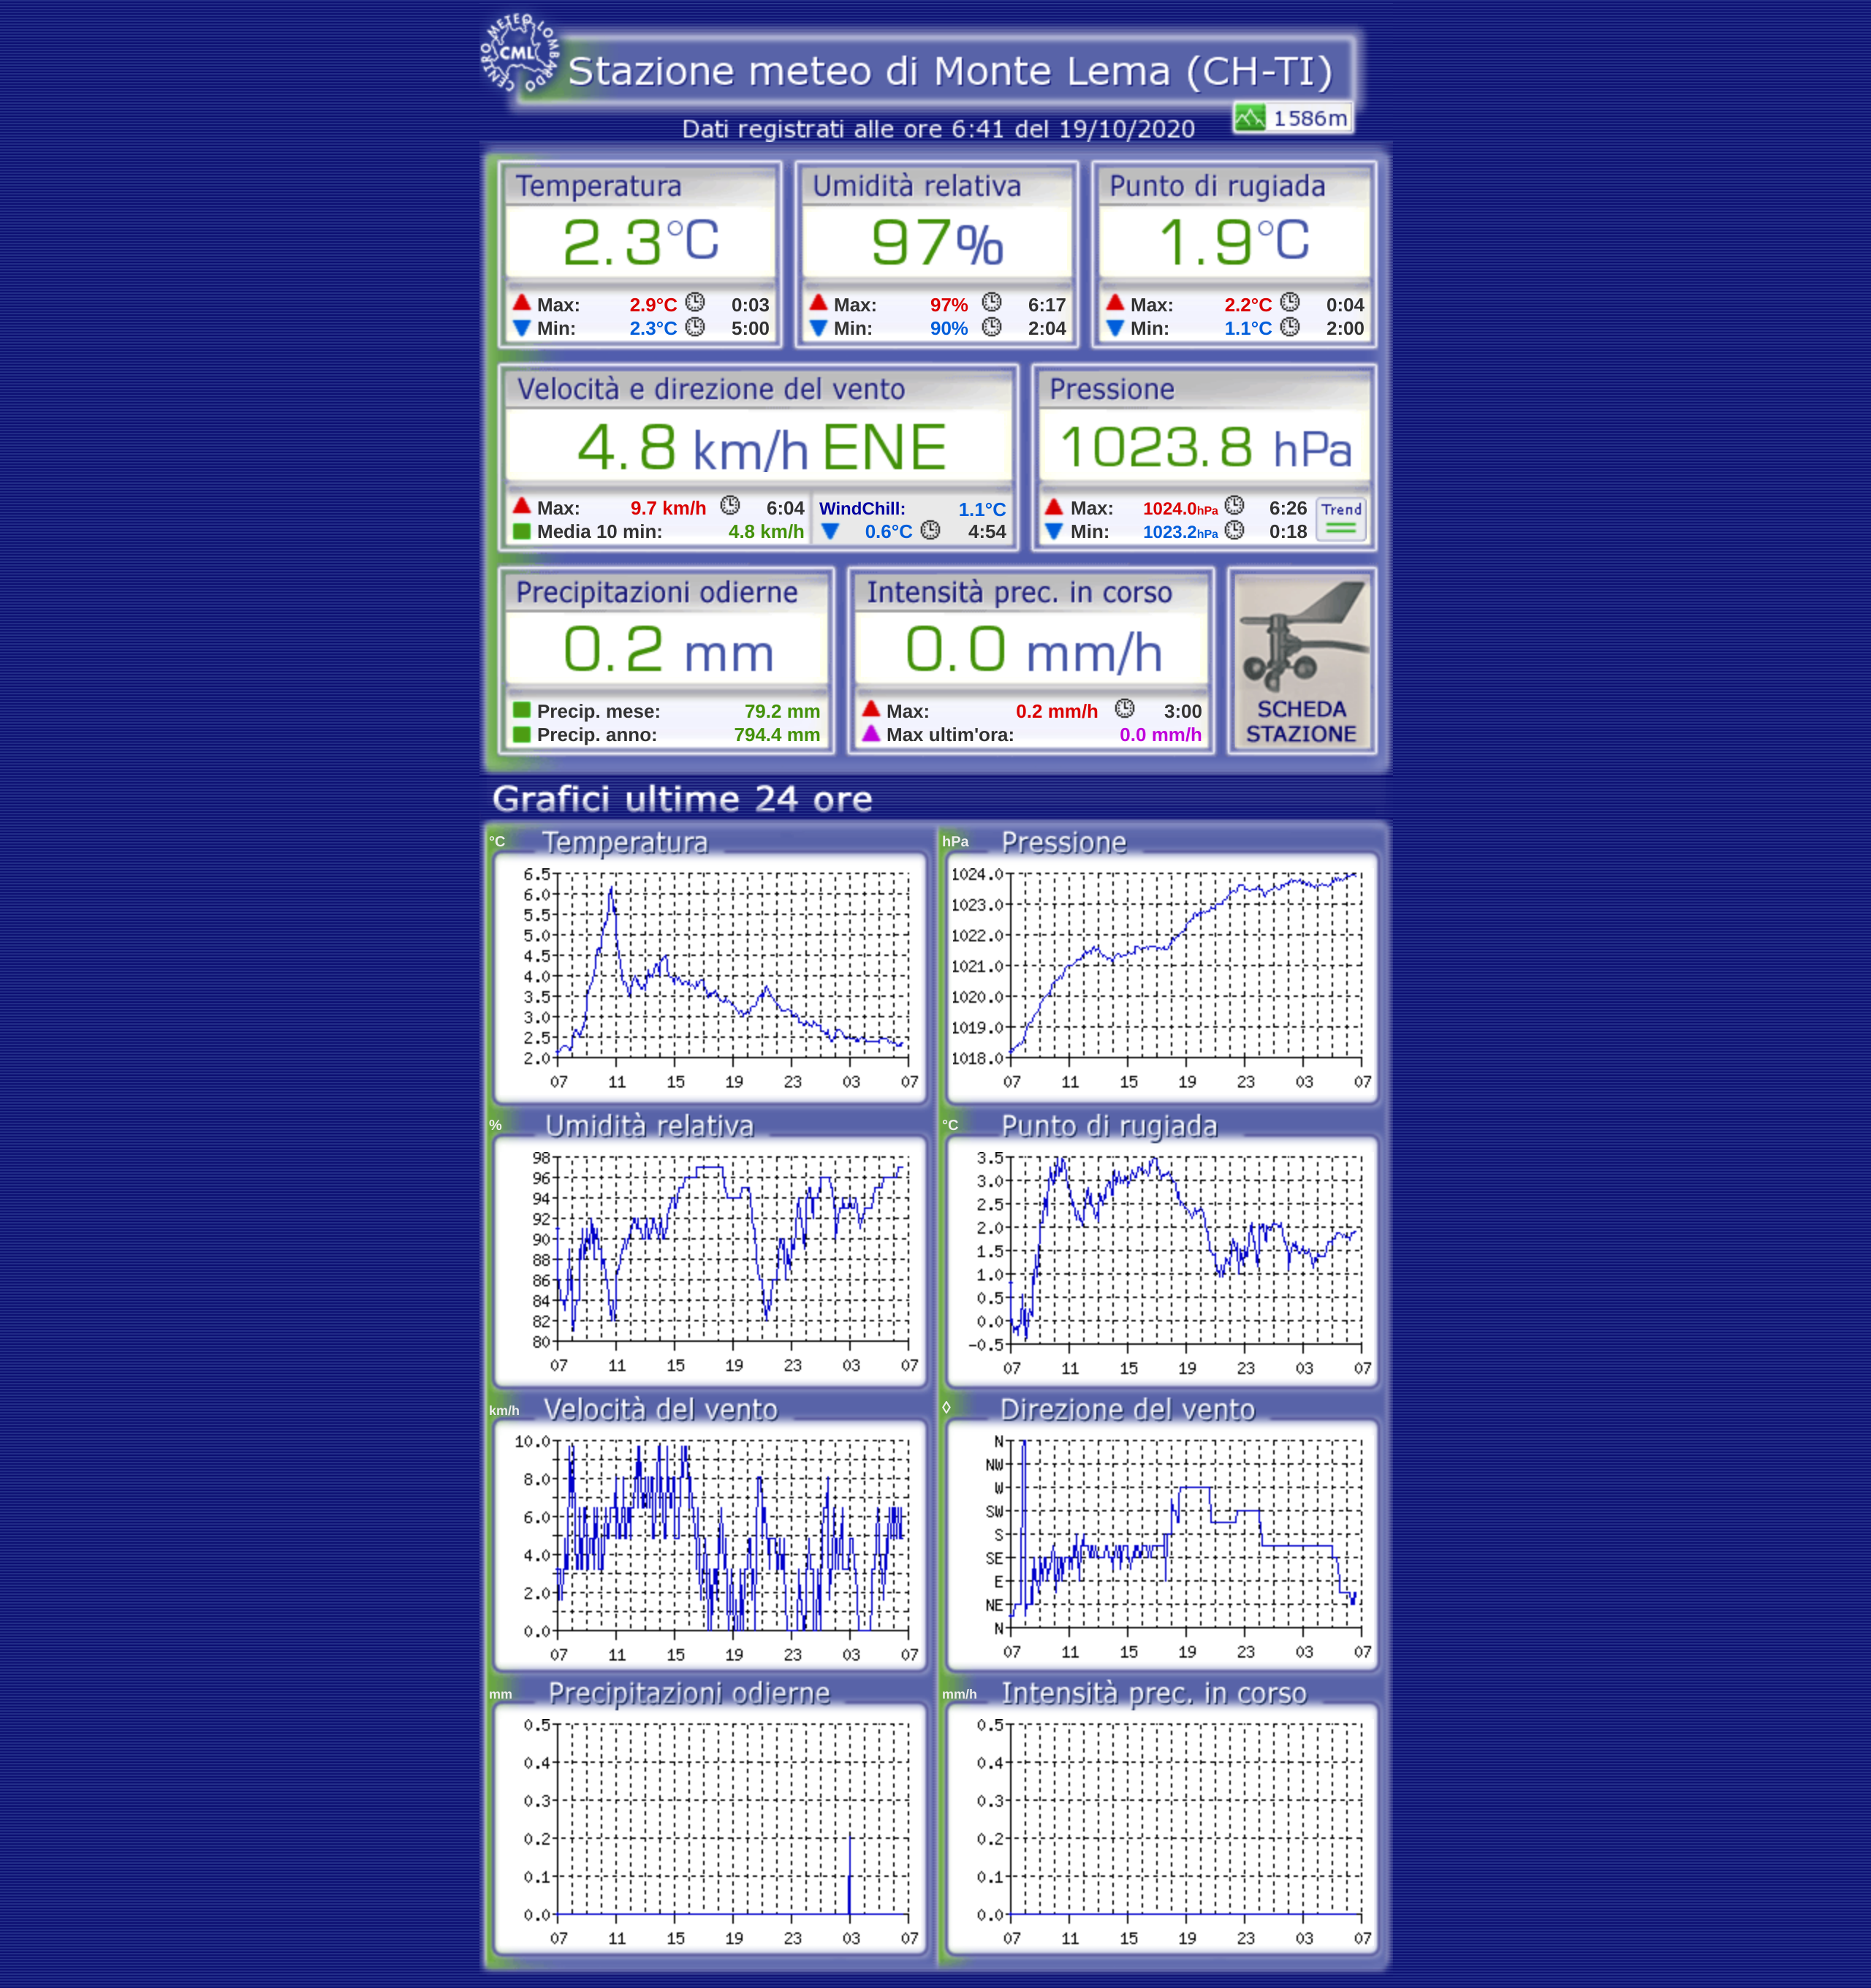 CENTRO METEO LOMBARDO
CML
Stazione meteo di Monte Lema (CH-TI)
1586m
Dati registrati alle ore 6:41 del 19/10/2020
Temperatura
2.3°C
Max: 2.9°C 0:03
Min: 2.3°C 5:00
Umidità relativa
97%
Max: 97% 6:17
Min: 90% 2:04
Punto di rugiada
1.9°C
Max: 2.2°C 0:04
Min: 1.1°C 2:00
Velocità e direzione del vento
4.8 km/h ENE
Max: 9.7 km/h 6:04
Media 10 min: 4.8 km/h
WindChill: 1.1°C
0.6°C 4:54
Pressione
1023.8 hPa
Max: 1024.0hPa 6:26
Min: 1023.2hPa 0:18
Trend
Precipitazioni odierne
0.2 mm
Precip. mese: 79.2 mm
Precip. anno: 794.4 mm
Intensità prec. in corso
0.0 mm/h
Max: 0.2 mm/h 3:00
Max ultim'ora: 0.0 mm/h
SCHEDA
STAZIONE
Grafici ultime 24 ore
°C Temperatura
6.5
6.0
5.5
5.0
4.5
4.0
3.5
3.0
2.5
2.0
07 11 15 19 23 03 07
hPa Pressione
1024.0
1023.0
1022.0
1021.0
1020.0
1019.0
1018.0
07 11 15 19 23 03 07
% Umidità relativa
98
96
94
92
90
88
86
84
82
80
07 11 15 19 23 03 07
°C Punto di rugiada
3.5
3.0
2.5
2.0
1.5
1.0
0.5
0.0
-0.5
07 11 15 19 23 03 07
km/h Velocità del vento
10.0
8.0
6.0
4.0
2.0
0.0
07 11 15 19 23 03 07
◊ Direzione del vento
N
NW
W
SW
S
SE
E
NE
N
07 11 15 19 23 03 07
mm Precipitazioni odierne
0.5
0.4
0.3
0.2
0.1
0.0
07 11 15 19 23 03 07
mm/h Intensità prec. in corso
0.5
0.4
0.3
0.2
0.1
0.0
07 11 15 19 23 03 07